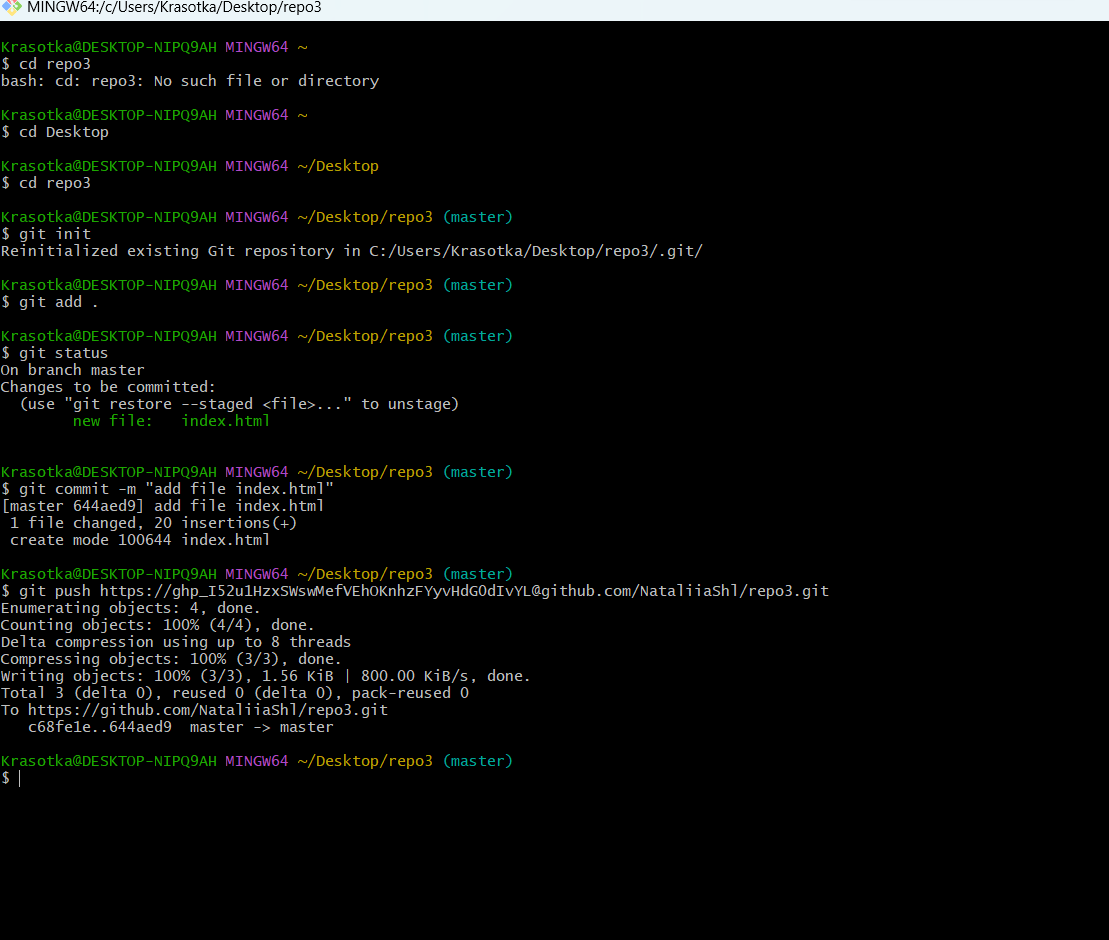 MINGW64:/c/Users/Krasotka/Desktop/repo3
Krasotka@DESKTOP-NIPQ9AH MINGW64 ~
$ cd repo3
bash: cd: repo3: No such file or directory
Krasotka@DESKTOP-NIPQ9AH MINGW64 ~
$ cd Desktop
Krasotka@DESKTOP-NIPQ9AH MINGW64 ~/Desktop
$ cd repo3
Krasotka@DESKTOP-NIPQ9AH MINGW64 ~/Desktop/repo3 (master)
$ git init
Reinitialized existing Git repository in C:/Users/Krasotka/Desktop/repo3/.git/
Krasotka@DESKTOP-NIPQ9AH MINGW64 ~/Desktop/repo3 (master)
$ git add .
Krasotka@DESKTOP-NIPQ9AH MINGW64 ~/Desktop/repo3 (master)
$ git status
On branch master
Changes to be committed:
  (use "git restore --staged <file>..." to unstage)
        new file:   index.html
Krasotka@DESKTOP-NIPQ9AH MINGW64 ~/Desktop/repo3 (master)
$ git commit -m "add file index.html"
[master 644aed9] add file index.html
 1 file changed, 20 insertions(+)
 create mode 100644 index.html
Krasotka@DESKTOP-NIPQ9AH MINGW64 ~/Desktop/repo3 (master)
$ git push https://ghp_I52u1HzxSWswMefVEhOKnhzFYyvHdGOdIvYL@github.com/NataliiaShl/repo3.git
Enumerating objects: 4, done.
Counting objects: 100% (4/4), done.
Delta compression using up to 8 threads
Compressing objects: 100% (3/3), done.
Writing objects: 100% (3/3), 1.56 KiB | 800.00 KiB/s, done.
Total 3 (delta 0), reused 0 (delta 0), pack-reused 0
To https://github.com/NataliiaShl/repo3.git
   c68fe1e..644aed9  master -> master
Krasotka@DESKTOP-NIPQ9AH MINGW64 ~/Desktop/repo3 (master)
$